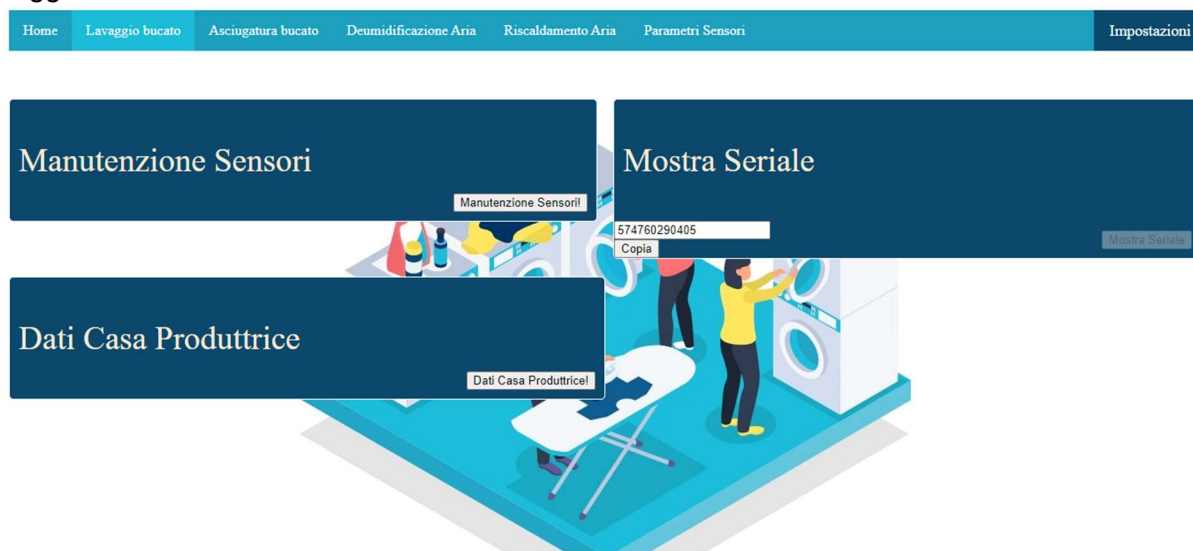 Home Lavaggio bucato Asciugatura bucato Deumidificazione Aria Riscaldamento Aria Parametri Sensori Impostazioni
Manutenzione Sensori
Manutenzione Sensori!
Mostra Seriale
574760290405
Copia
Mostra Seriale
Dati Casa Produttrice
Dati Casa Produttrice!